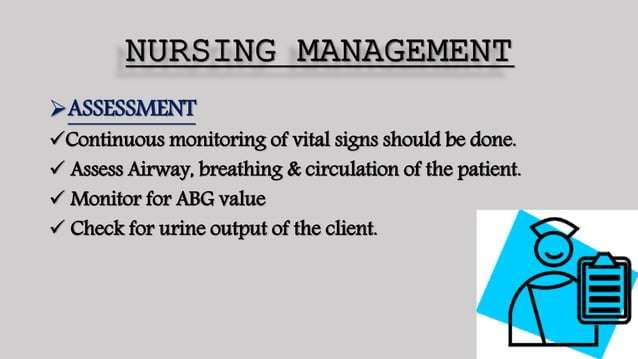 NURSING MANAGEMENT
➢ASSESSMENT
✓Continuous monitoring of vital signs should be done.
✓ Assess Airway, breathing & circulation of the patient.
✓ Monitor for ABG value
✓ Check for urine output of the client.